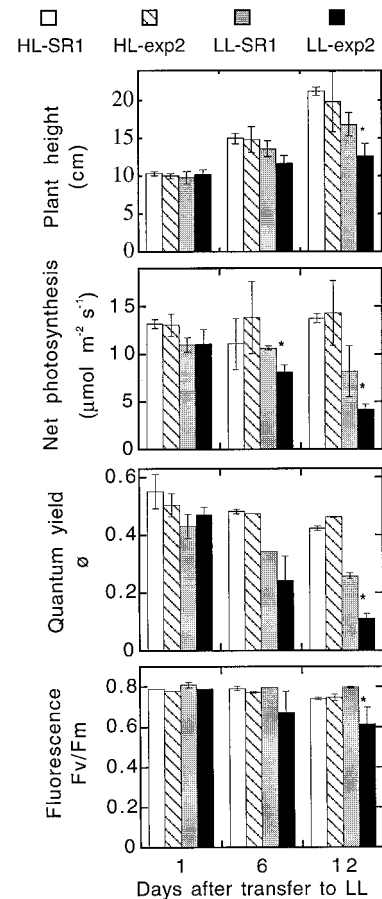 HL-SR1 HL-exp2 LL-SR1 LL-exp2
Plant height
(cm)
20
15
10
5
0
*
Net photosynthesis
(μmol m⁻² s⁻¹)
15
10
5
0
*
*
Quantum yield
ø
0.6
0.4
0.2
0
*
Fluorescence
Fv/Fm
0.8
0.6
0.4
0.2
0
*
1 6 12
Days after transfer to LL